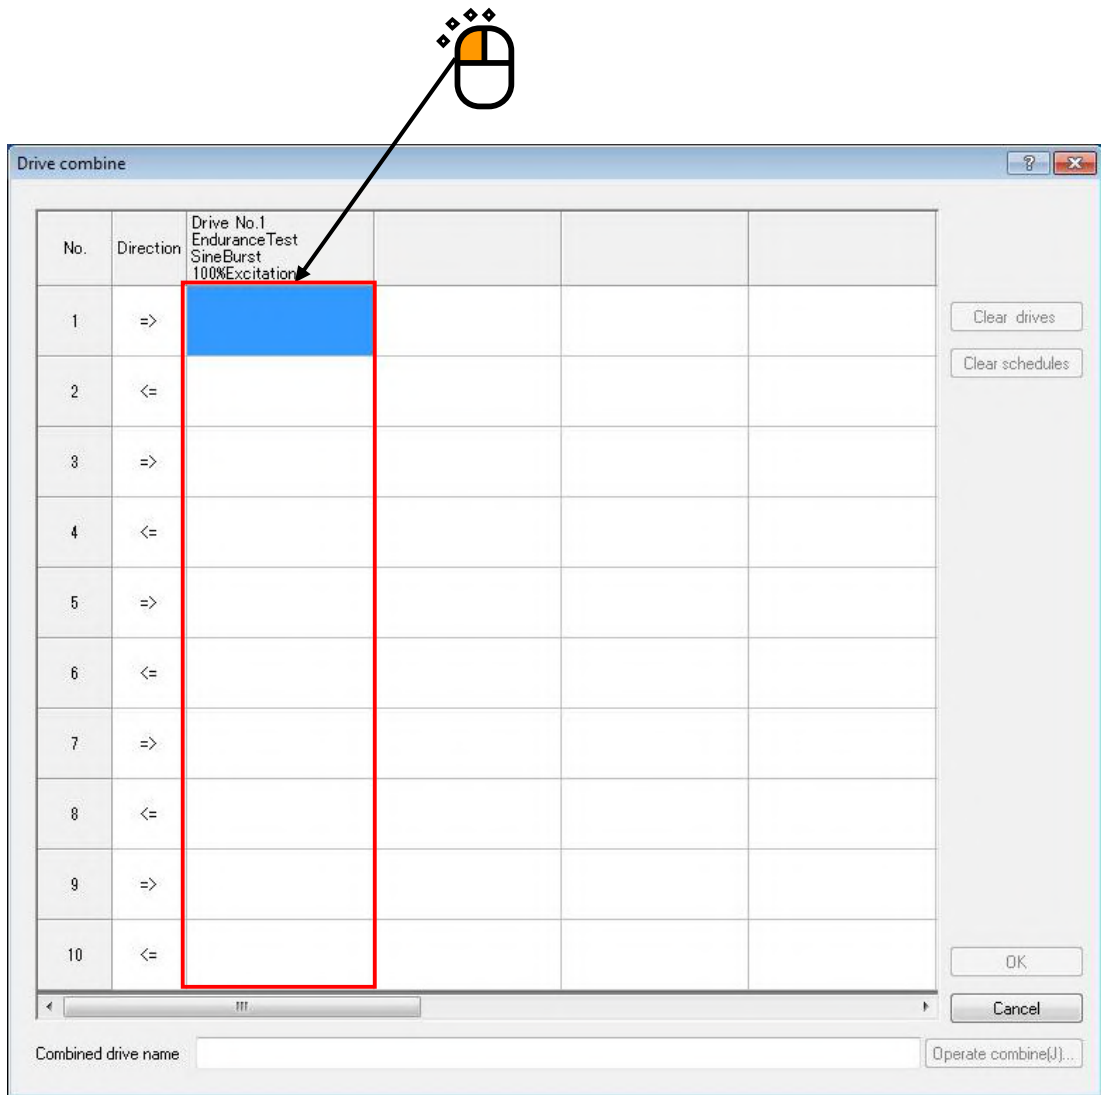 Drive combine
No.
Direction
Drive No.1
EnduranceTest
SineBurst
100%Excitation
1 =>
2 <=
3 =>
4 <=
5 =>
6 <=
7 =>
8 <=
9 =>
10 <=
Clear drives
Clear schedules
OK
Cancel
Combined drive name
Operate combine(J)...